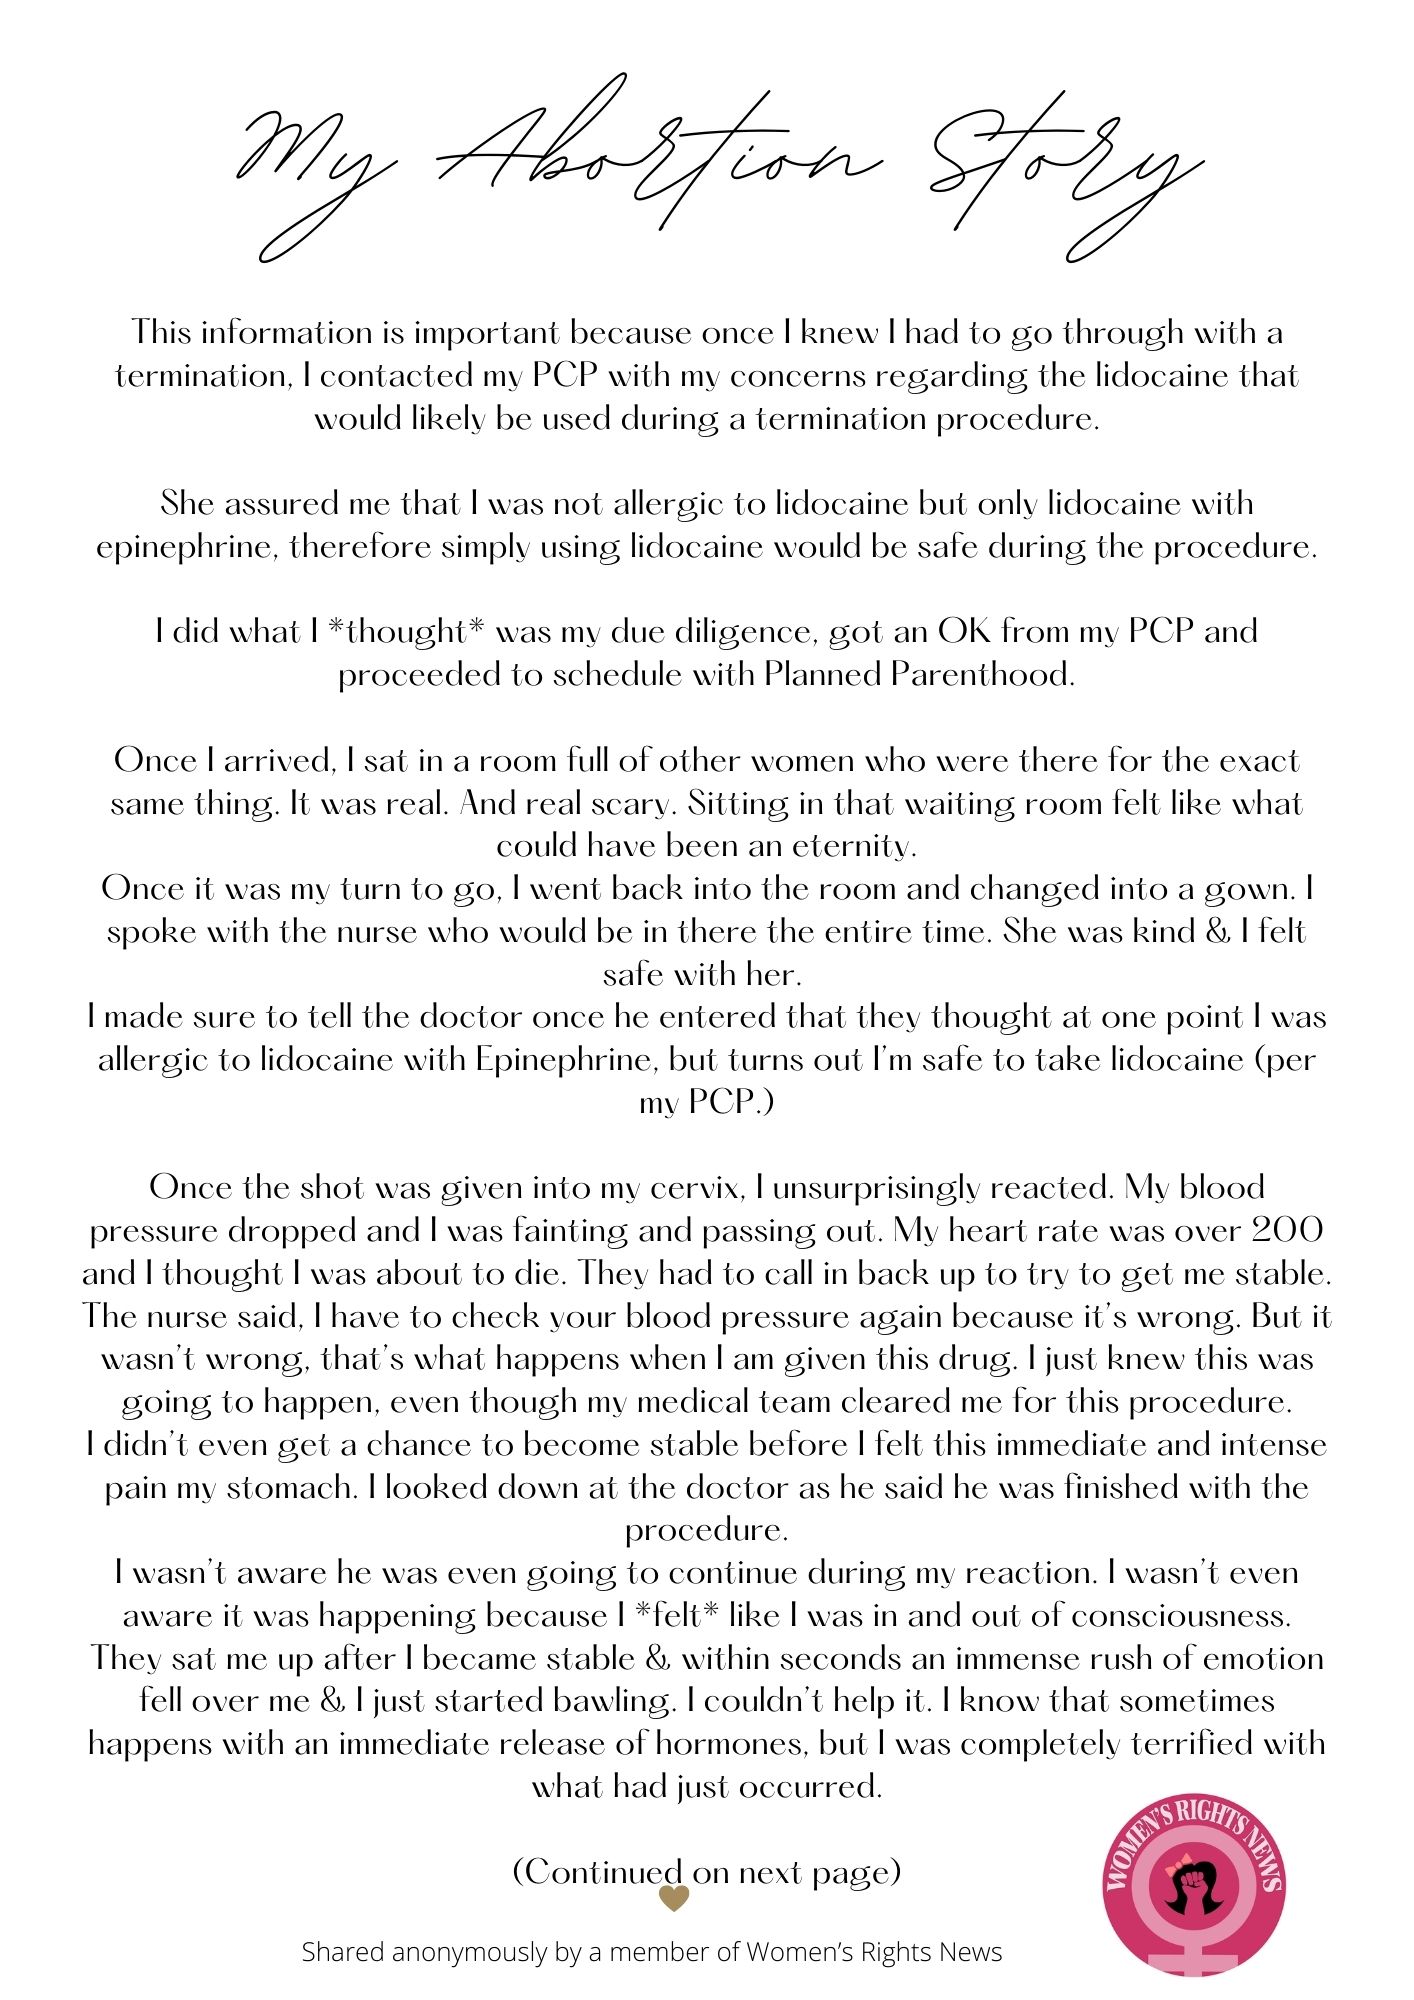 My Abortion Story
This information is important because once I knew I had to go through with a
termination, I contacted my PCP with my concerns regarding the lidocaine that
would likely be used during a termination procedure.
She assured me that I was not allergic to lidocaine but only lidocaine with
epinephrine, therefore simply using lidocaine would be safe during the procedure.
I did what I *thought* was my due diligence, got an OK from my PCP and
proceeded to schedule with Planned Parenthood.
Once I arrived, I sat in a room full of other women who were there for the exact
same thing. It was real. And real scary. Sitting in that waiting room felt like what
could have been an eternity.
Once it was my turn to go, I went back into the room and changed into a gown. I
spoke with the nurse who would be in there the entire time. She was kind & I felt
safe with her.
I made sure to tell the doctor once he entered that they thought at one point I was
allergic to lidocaine with Epinephrine, but turns out I'm safe to take lidocaine (per
my PCP.)
Once the shot was given into my cervix, I unsurprisingly reacted. My blood
pressure dropped and I was fainting and passing out. My heart rate was over 200
and I thought I was about to die. They had to call in back up to try to get me stable.
The nurse said, I have to check your blood pressure again because it's wrong. But it
wasn't wrong, that's what happens when I am given this drug. I just knew this was
going to happen, even though my medical team cleared me for this procedure.
I didn't even get a chance to become stable before I felt this immediate and intense
pain my stomach. I looked down at the doctor as he said he was finished with the
procedure.
I wasn't aware he was even going to continue during my reaction. I wasn't even
aware it was happening because I *felt* like I was in and out of consciousness.
They sat me up after I became stable & within seconds an immense rush of emotion
fell over me & I just started bawling. I couldn't help it. I know that sometimes
happens with an immediate release of hormones, but I was completely terrified with
what had just occurred.
(Continued on next page)
Shared anonymously by a member of Women's Rights News
WOMEN'S RIGHTS NEWS